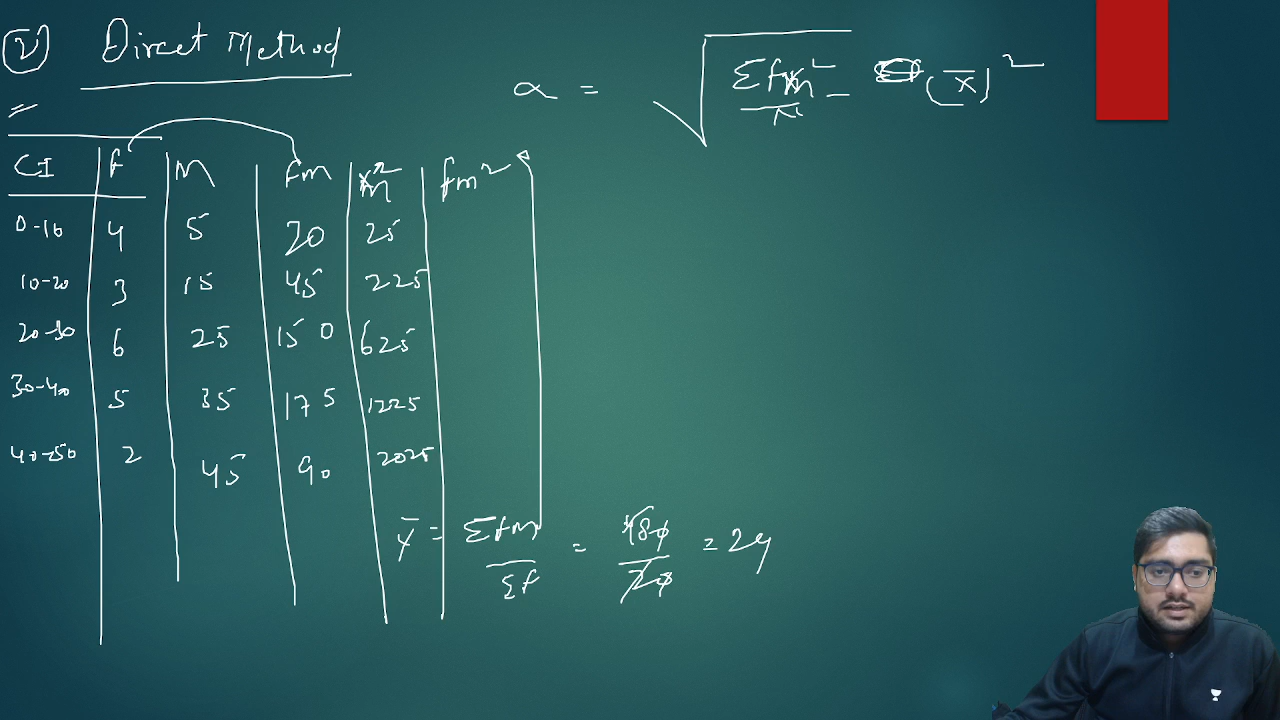 (2) Direct Method
α = √ Σfm² / N − (x̄)²
CI F M Fm m² fm²
0-10 4 5 20 25
10-20 3 15 45 225
20-30 6 25 150 625
30-40 5 35 175 1225
40-50 2 45 90 2025
x̄ = Σfm / Σf = 480 / 20 = 24